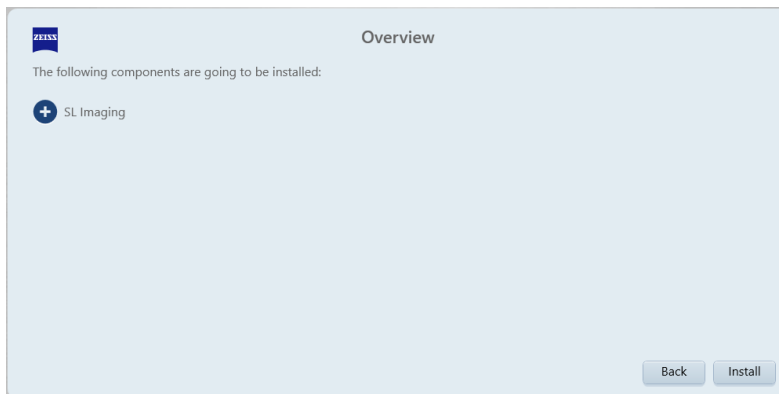 ZEISS
Overview
The following components are going to be installed:
SL Imaging
Back
Install